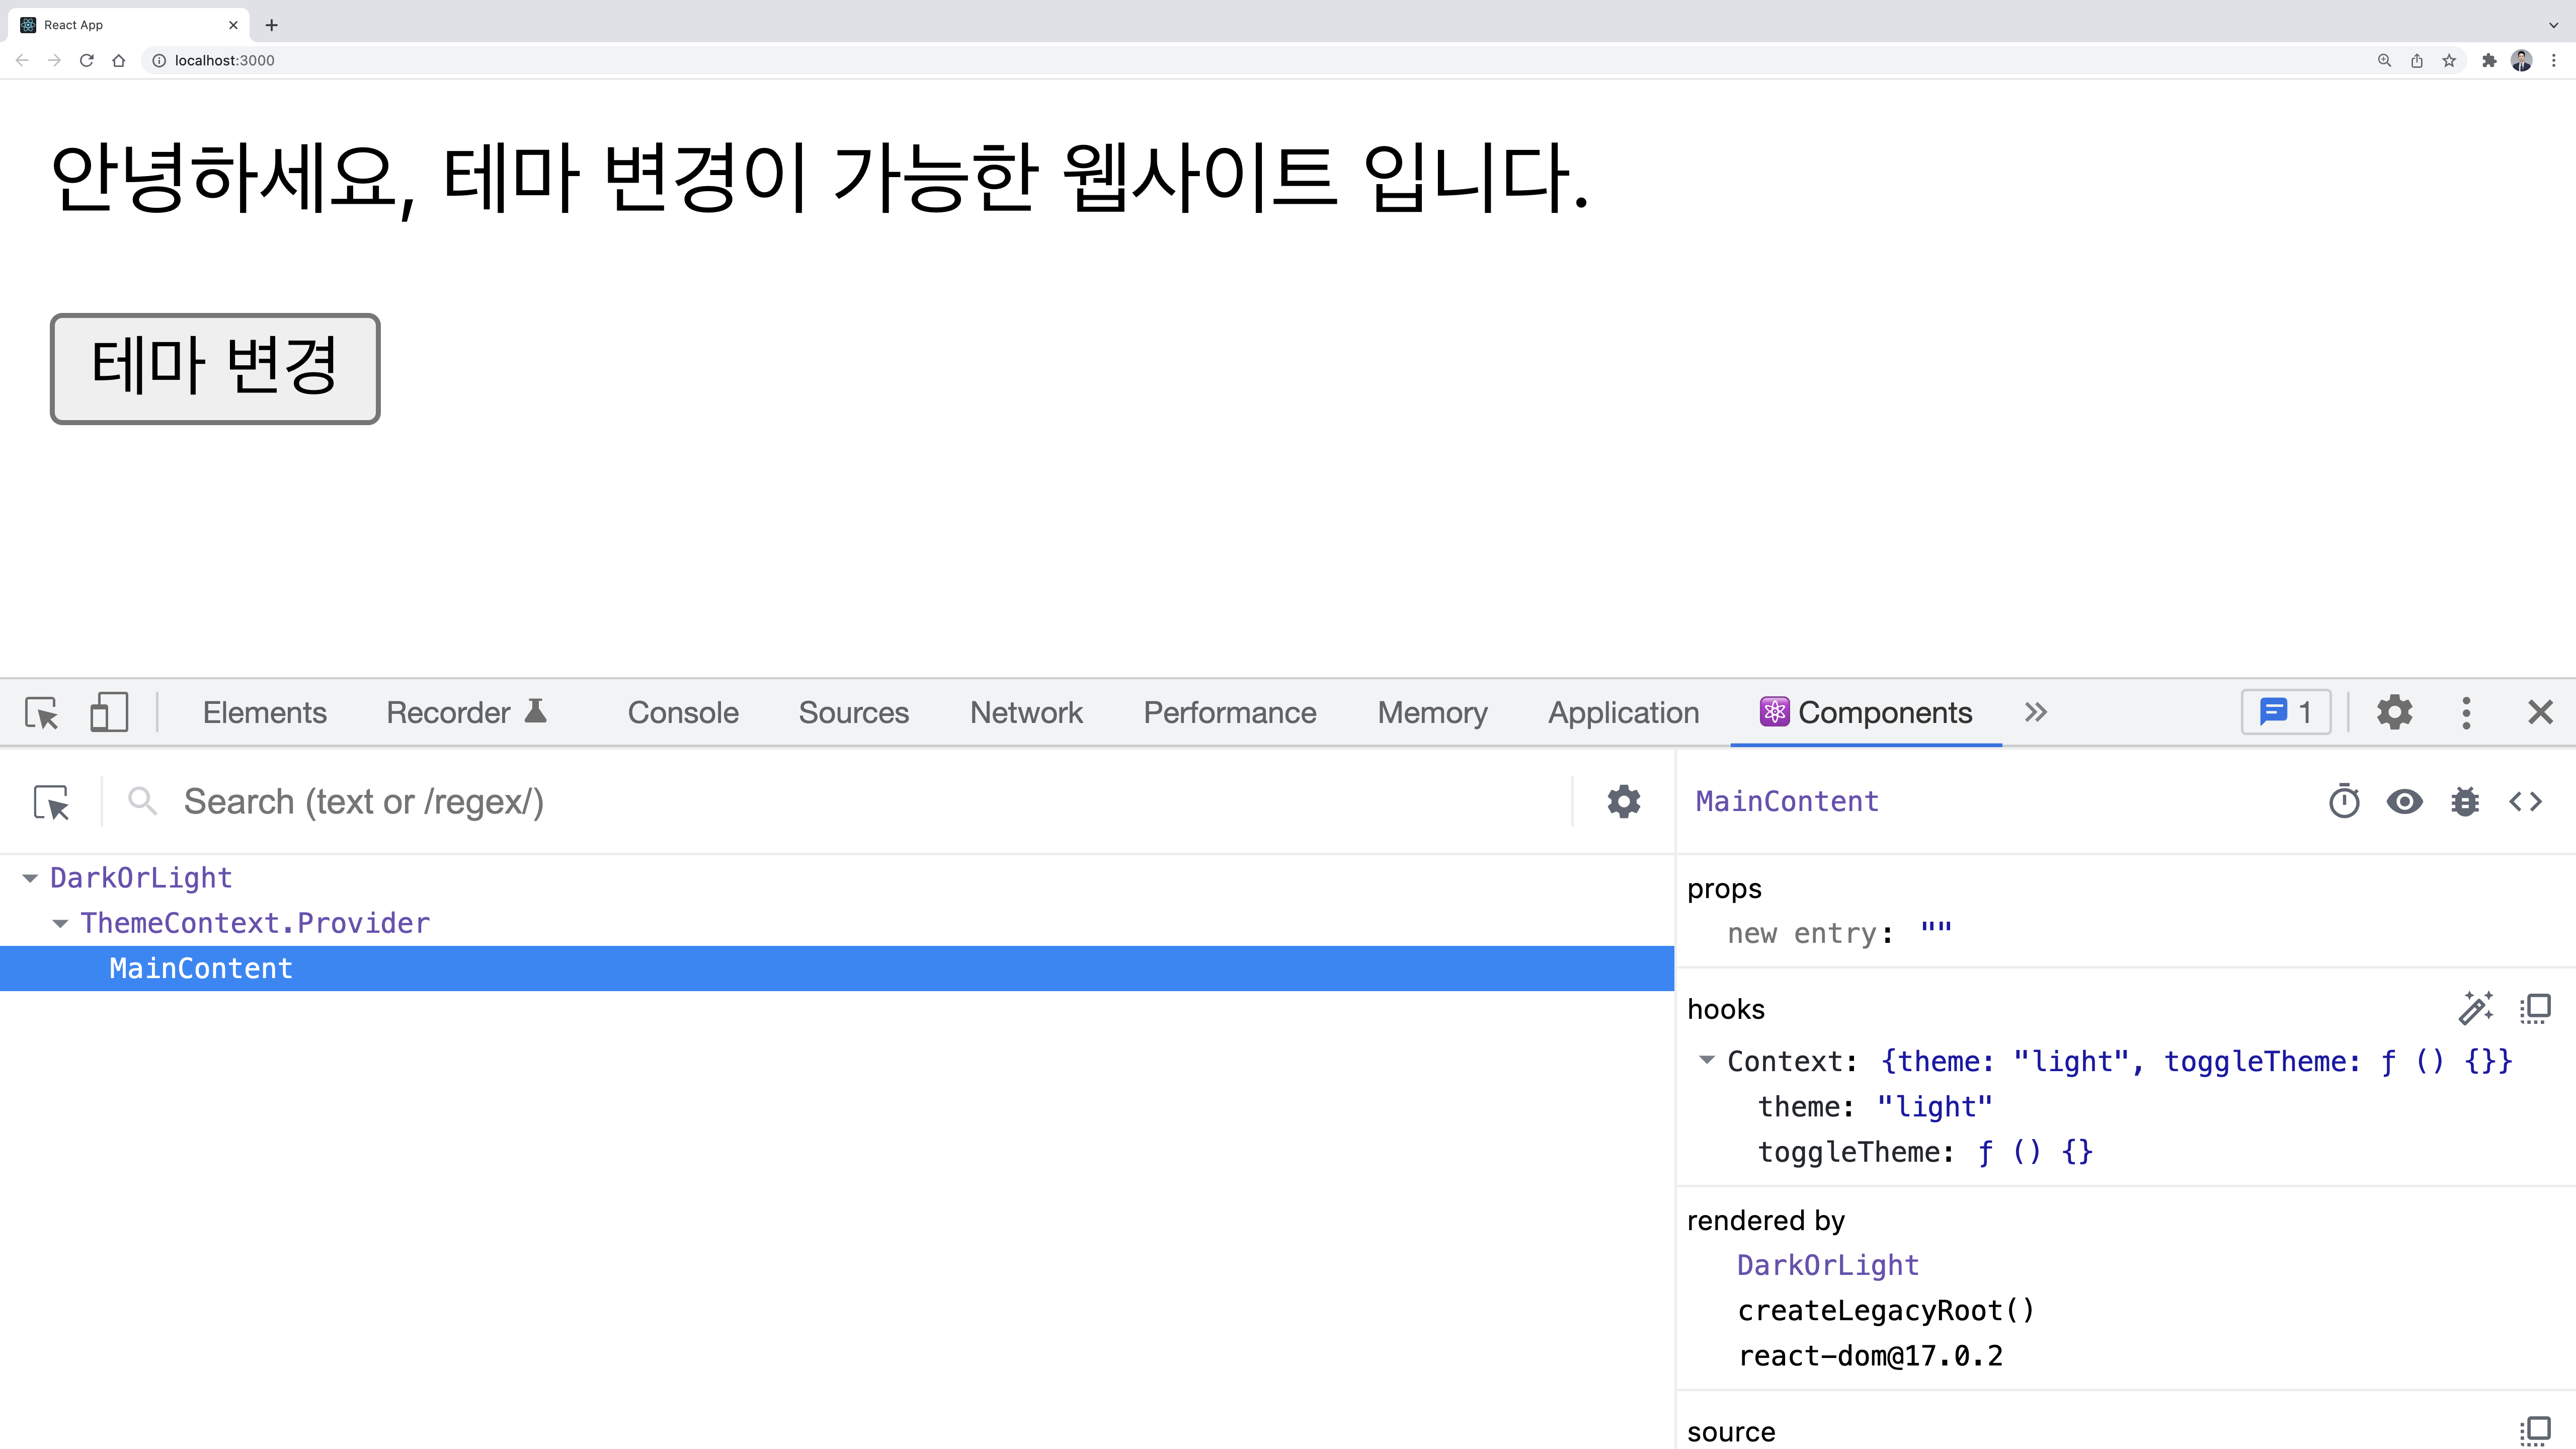 React App
localhost:3000
안녕하세요, 테마 변경이 가능한 웹사이트 입니다.
테마 변경
Elements Recorder Console Sources Network Performance Memory Application Components 1
Search (text or /regex/)
MainContent
DarkOrLight
ThemeContext.Provider
MainContent
props
new entry: ""
hooks
Context: {theme: "light", toggleTheme: ƒ () {}}
theme: "light"
toggleTheme: ƒ () {}
rendered by
DarkOrLight
createLegacyRoot()
react-dom@17.0.2
source